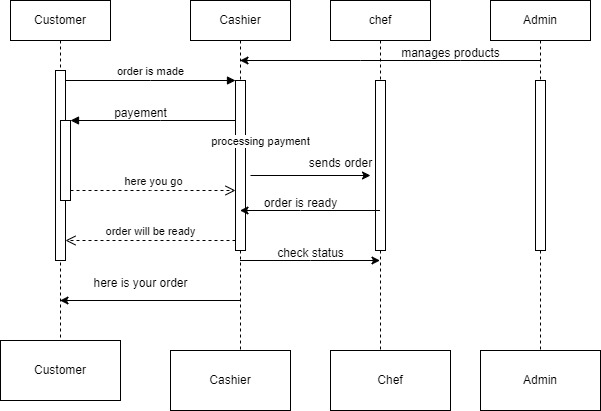 Customer
Cashier
chef
Admin
manages products
order is made
payement
processing payment
sends order
here you go
order is ready
order will be ready
check status
here is your order
Customer
Cashier
Chef
Admin